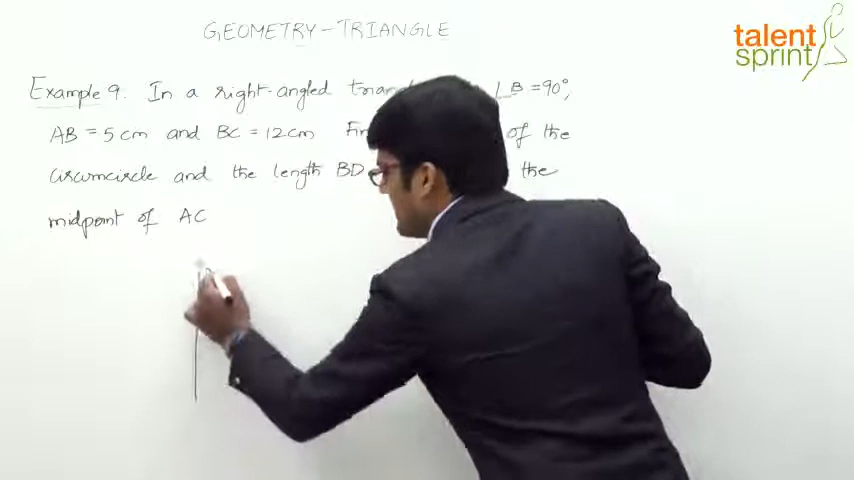 GEOMETRY-TRIANGLE
talent
sprint
Example 9. In a right-angled ∠B = 90°,
AB = 5 cm and BC = 12 cm of the
circumcircle and the length BD the
midpoint of AC